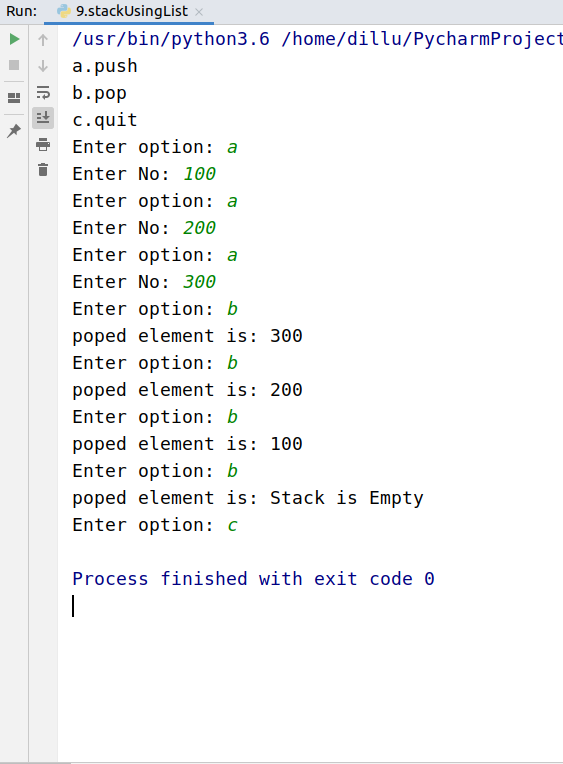 Run: 9.stackUsingList
/usr/bin/python3.6 /home/dillu/PycharmProject
a.push
b.pop
c.quit
Enter option: a
Enter No: 100
Enter option: a
Enter No: 200
Enter option: a
Enter No: 300
Enter option: b
poped element is: 300
Enter option: b
poped element is: 200
Enter option: b
poped element is: 100
Enter option: b
poped element is: Stack is Empty
Enter option: c
Process finished with exit code 0